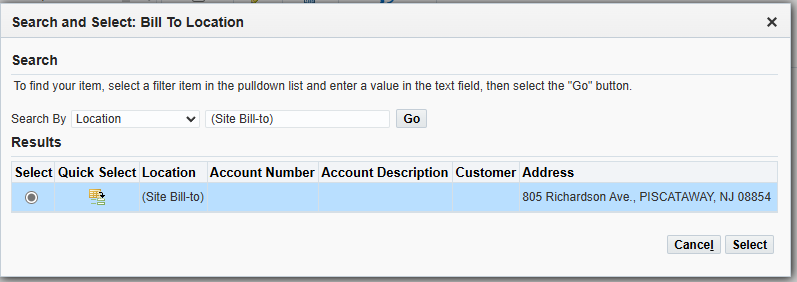 Search and Select: Bill To Location
Search
To find your item, select a filter item in the pulldown list and enter a value in the text field, then select the "Go" button.
Search By Location (Site Bill-to) Go
Results
Select Quick Select Location Account Number Account Description Customer Address
(Site Bill-to) 805 Richardson Ave., PISCATAWAY, NJ 08854
Cancel Select